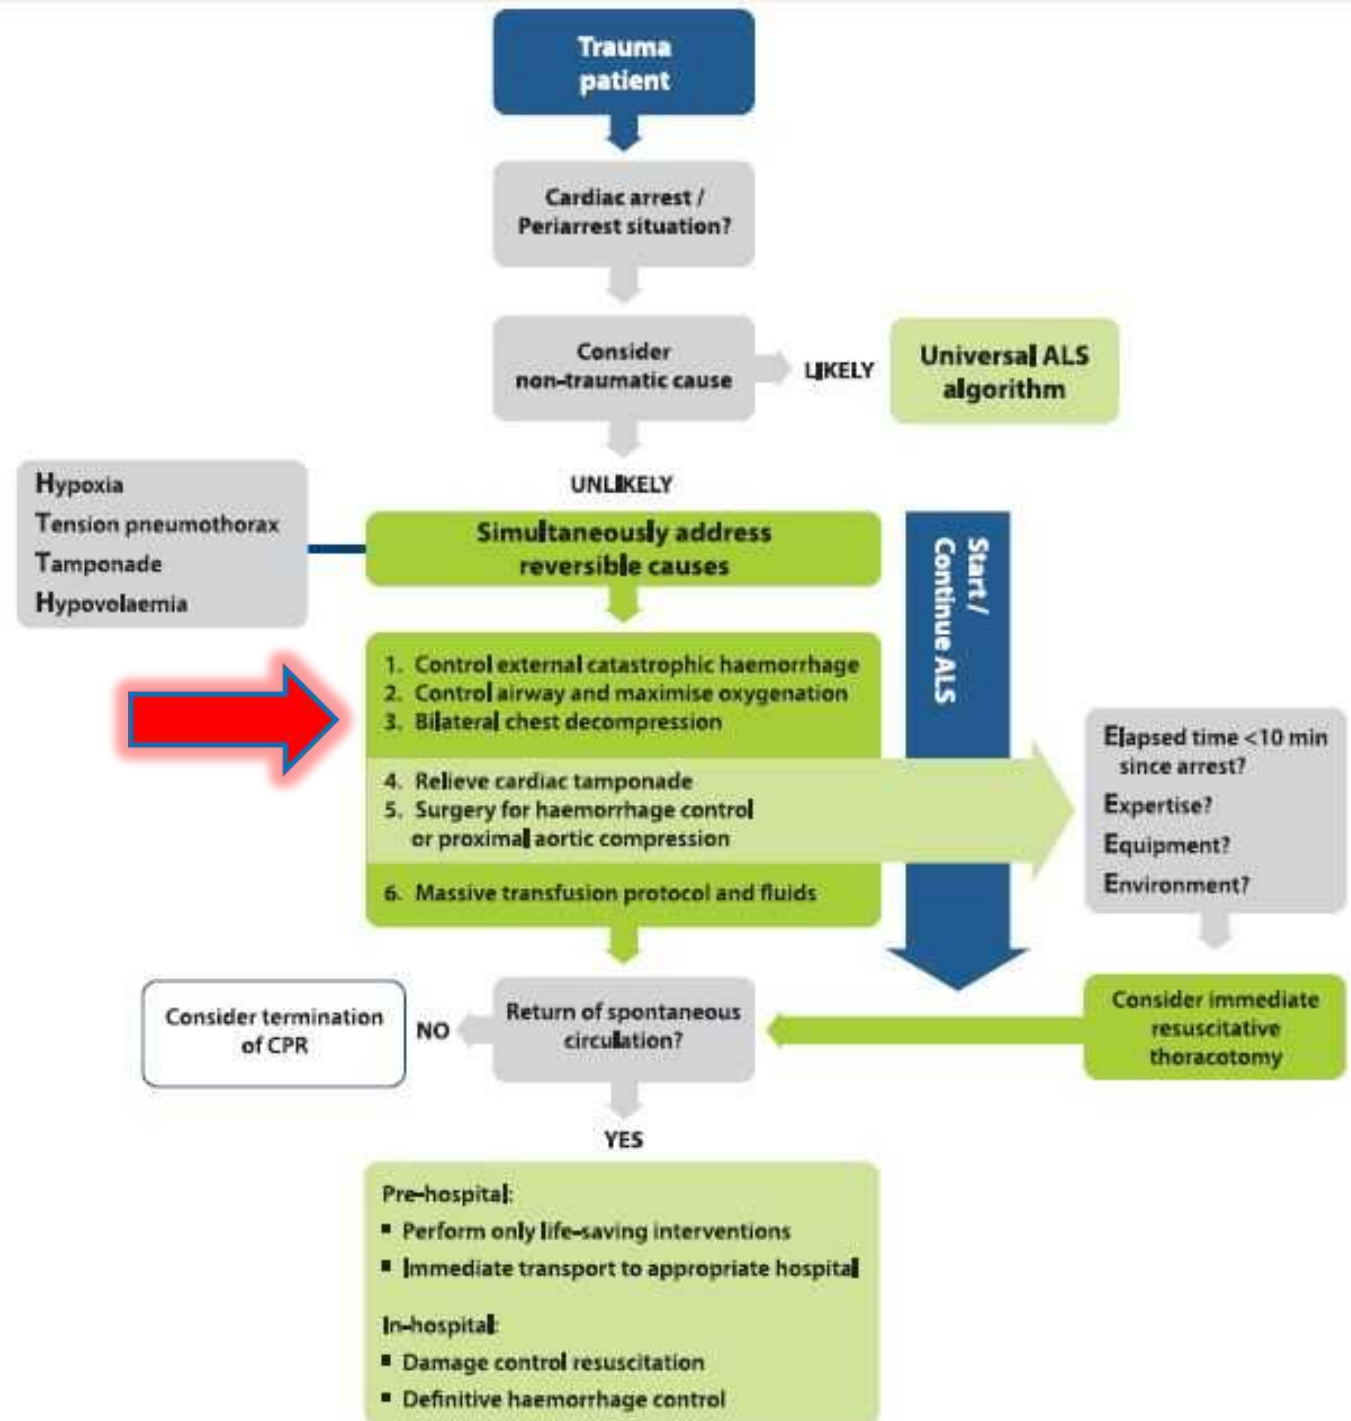 Trauma
patient
Cardiac arrest /
Periarrest situation?
Consider
non-traumatic cause
LIKELY
Universal ALS
algorithm
UNLIKELY
Hypoxia
Tension pneumothorax
Tamponade
Hypovolaemia
Simultaneously address
reversible causes
Start /
Continue ALS
1. Control external catastrophic haemorrhage
2. Control airway and maximise oxygenation
3. Bilateral chest decompression
4. Relieve cardiac tamponade
5. Surgery for haemorrhage control
or proximal aortic compression
6. Massive transfusion protocol and fluids
Elapsed time <10 min
since arrest?
Expertise?
Equipment?
Environment?
Consider immediate
resuscitative
thoracotomy
Return of spontaneous
circulation?
NO
Consider termination
of CPR
YES
Pre-hospital:
▪ Perform only life-saving interventions
▪ Immediate transport to appropriate hospital
In-hospital:
▪ Damage control resuscitation
▪ Definitive haemorrhage control